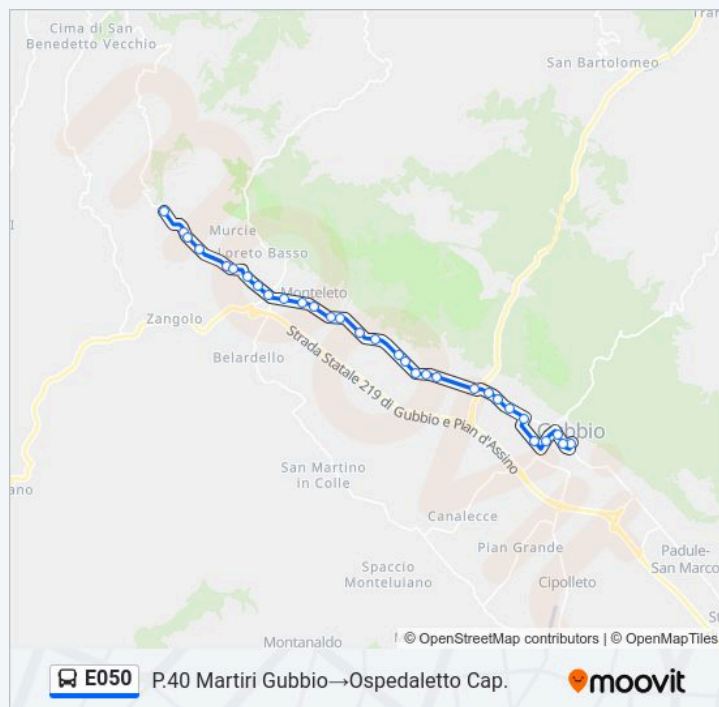 Cima di San
Benedetto Vecchio
San Bartolomeo
Murcie
Loreto Basso
Monteleto
Zangolo
Belardello
Strada Statale 219 di Gubbio e Pian d'Assino
Gubbio
San Martino
in Colle
Canalecce
Pian Grande
Padule-
San Marco
Spaccio
Monteluiano
Cipolleto
Montanaldo
© OpenStreetMap contributors | © OpenMapTiles
E050 P.40 Martiri Gubbio→Ospedaletto Cap.
moovit